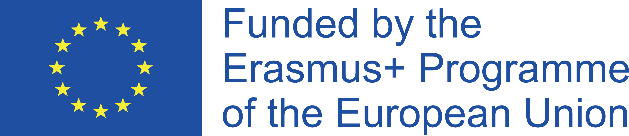 Funded by the
Erasmus+ Programme
of the European Union